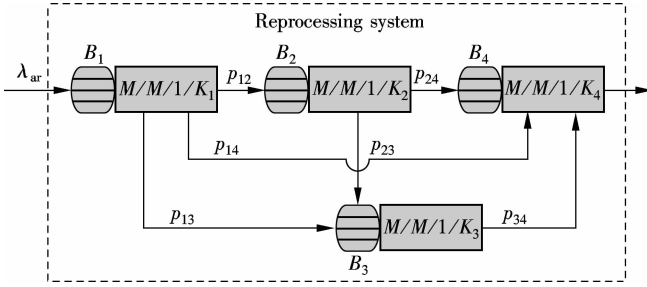 Reprocessing system
B₁
B₂
B₄
λ_ar
M/M/1/K₁
p₁₂
M/M/1/K₂
p₂₄
M/M/1/K₄
p₁₄
p₂₃
p₁₃
M/M/1/K₃
p₃₄
B₃